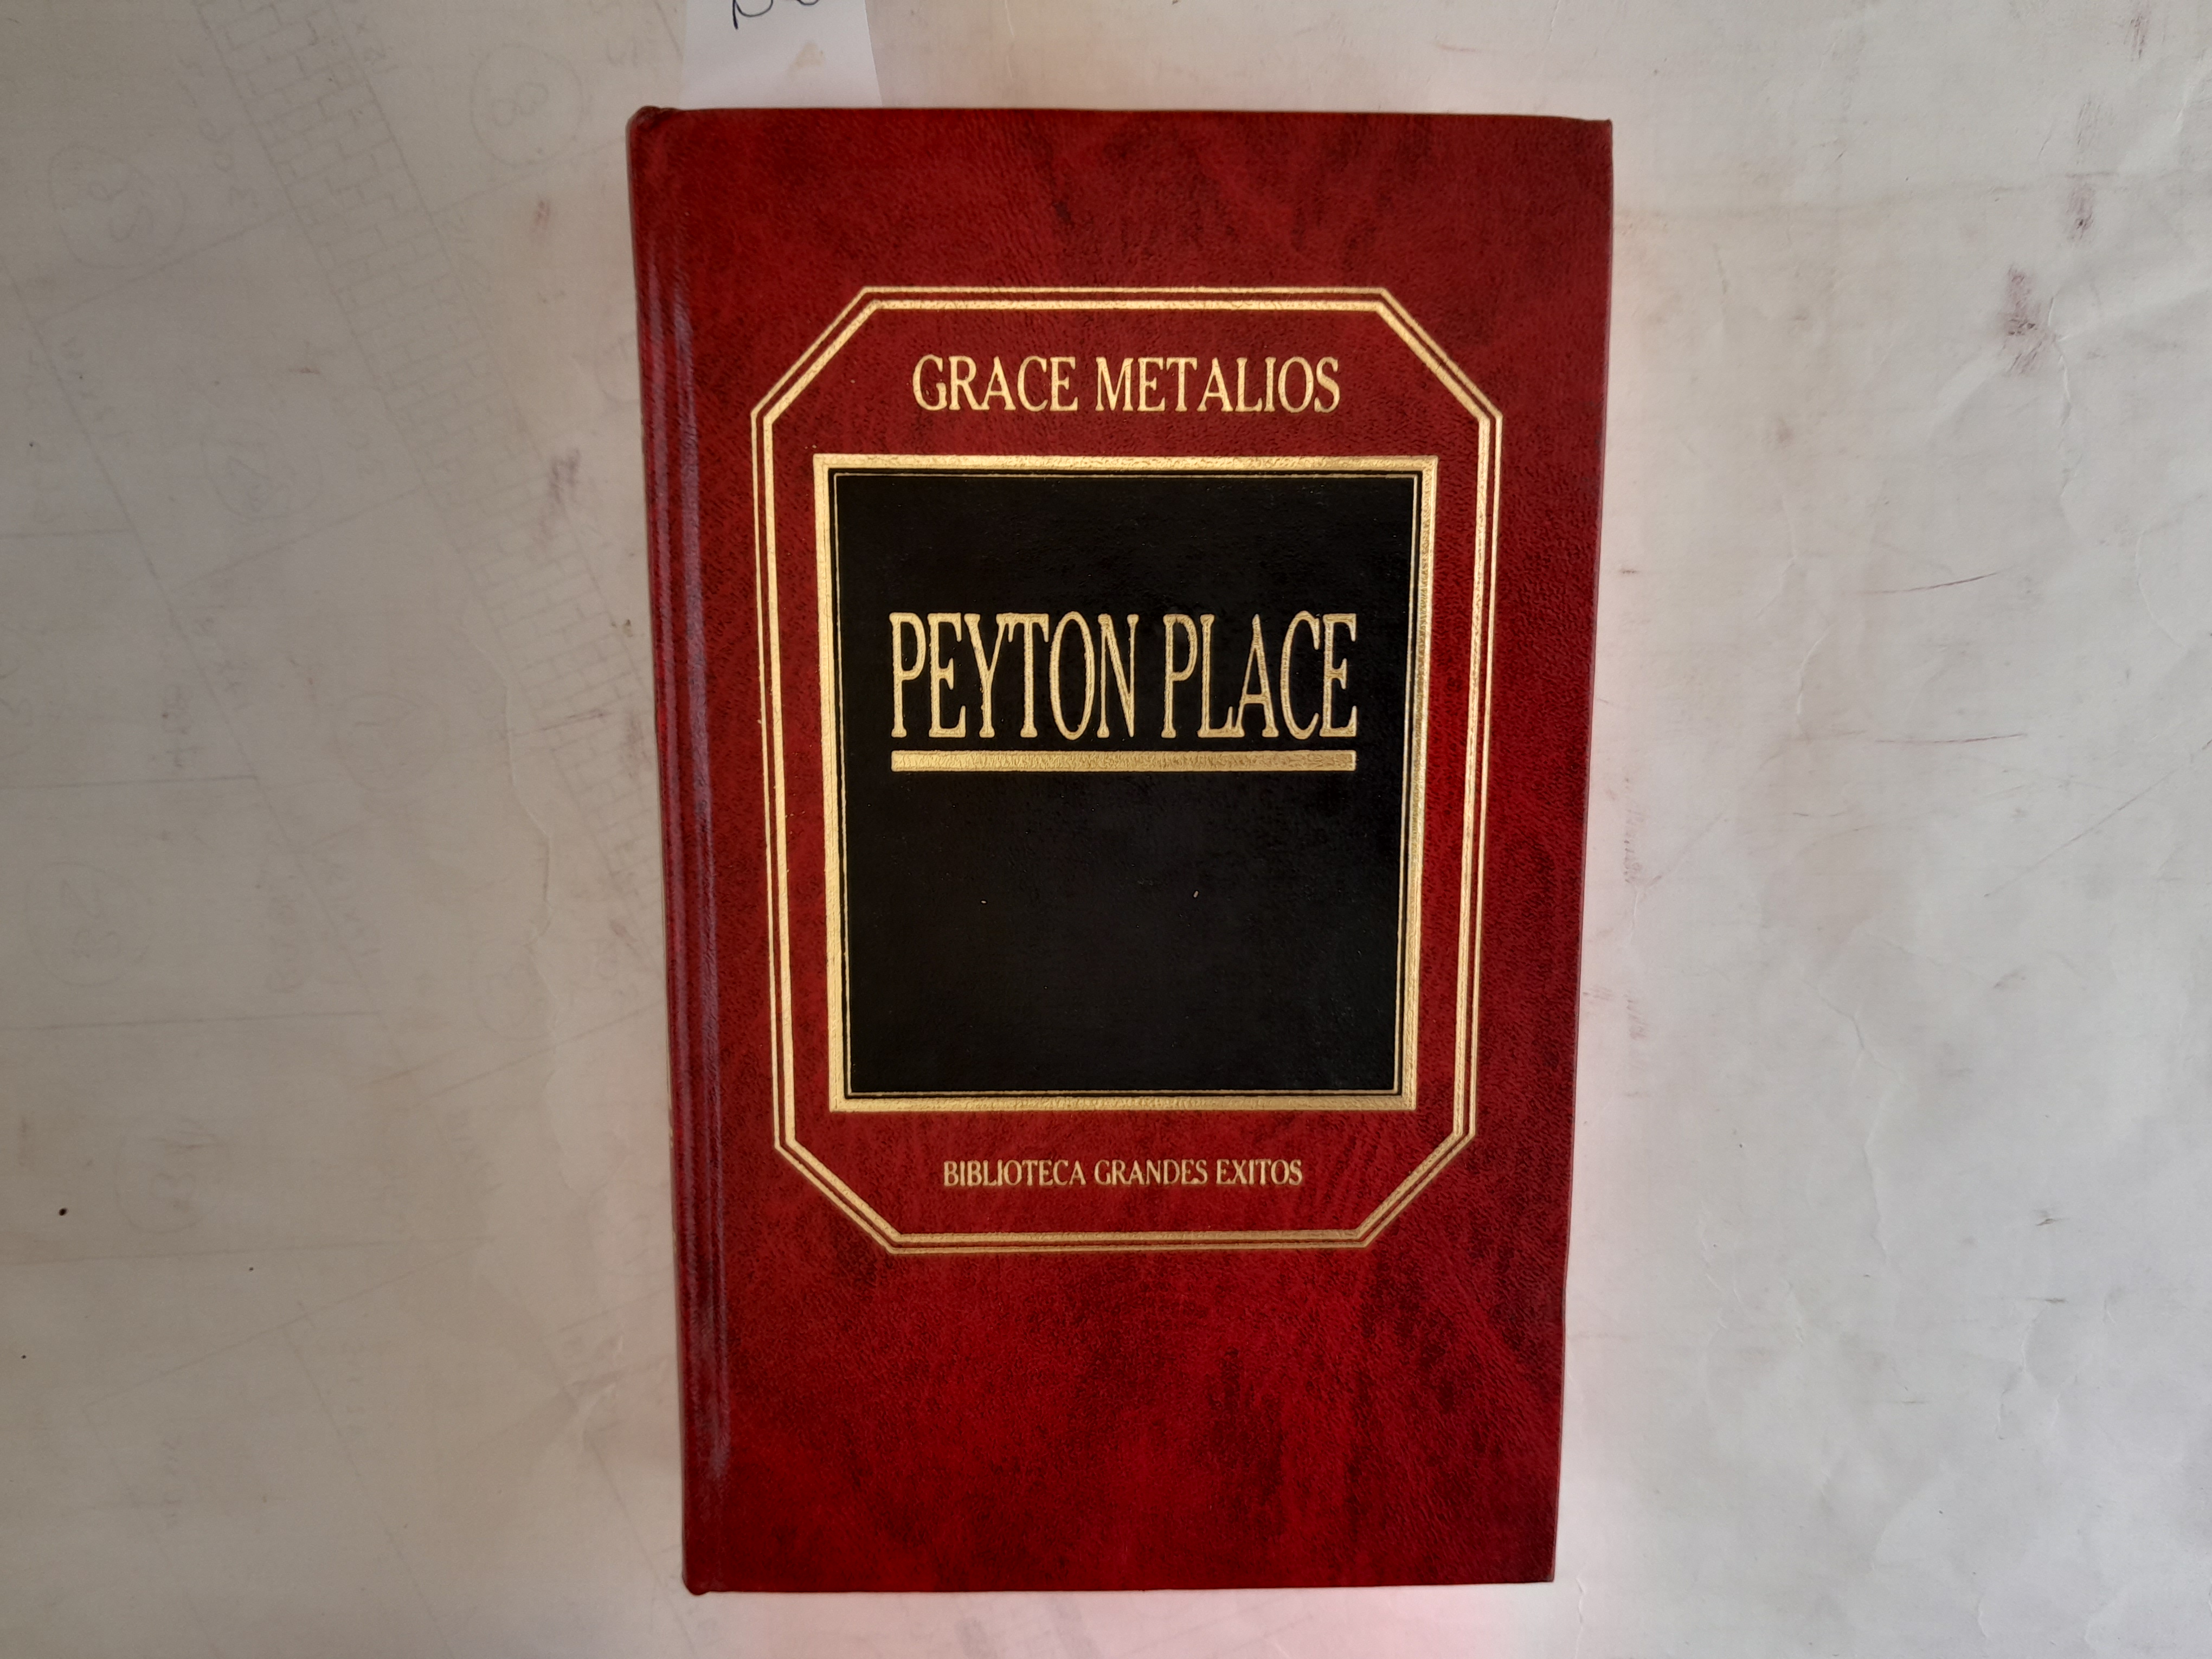 GRACE METALIOS
PEYTON PLACE
BIBLIOTECA GRANDES EXITOS